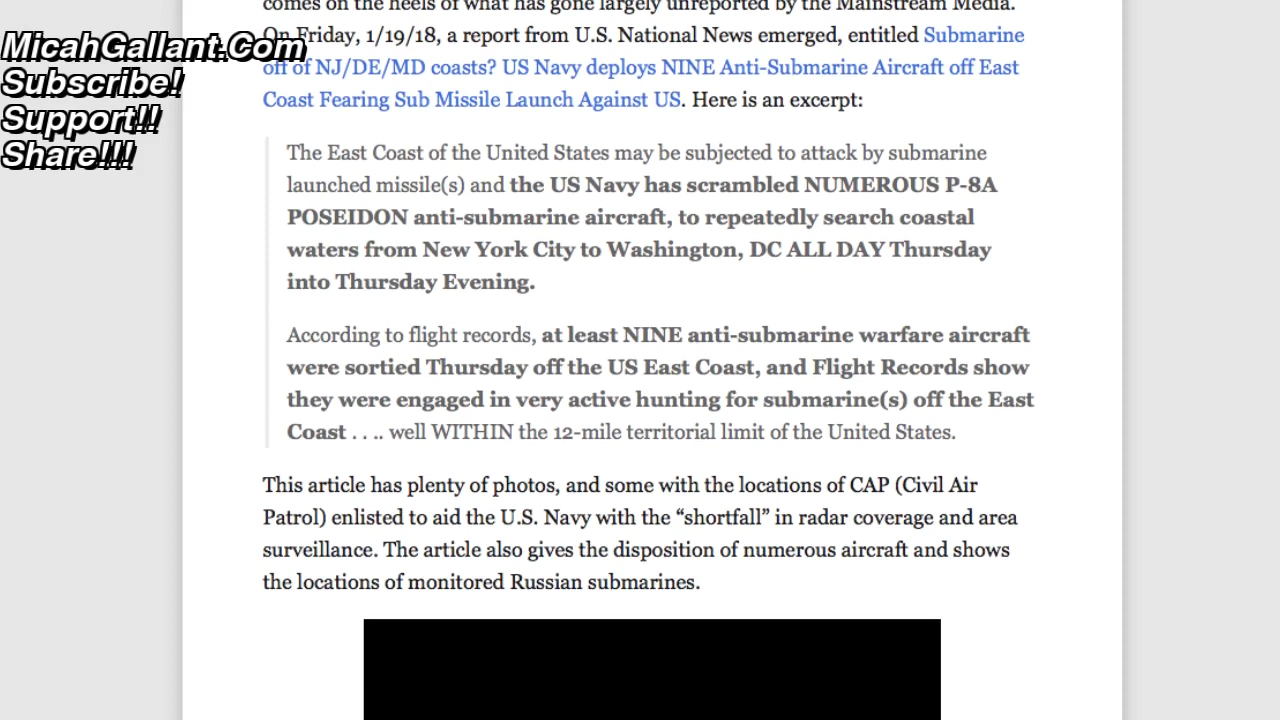 comes on the heels of what has gone largely unreported by the Mainstream Media.
On Friday, 1/19/18, a report from U.S. National News emerged, entitled Submarine
off of NJ/DE/MD coasts? US Navy deploys NINE Anti-Submarine Aircraft off East
Coast Fearing Sub Missile Launch Against US. Here is an excerpt:
MicahGallant.Com
Subscribe!
Support!!
Share!!!
The East Coast of the United States may be subjected to attack by submarine
launched missile(s) and the US Navy has scrambled NUMEROUS P-8A
POSEIDON anti-submarine aircraft, to repeatedly search coastal
waters from New York City to Washington, DC ALL DAY Thursday
into Thursday Evening.
According to flight records, at least NINE anti-submarine warfare aircraft
were sortied Thursday off the US East Coast, and Flight Records show
they were engaged in very active hunting for submarine(s) off the East
Coast . . .. well WITHIN the 12-mile territorial limit of the United States.
This article has plenty of photos, and some with the locations of CAP (Civil Air
Patrol) enlisted to aid the U.S. Navy with the “shortfall” in radar coverage and area
surveillance. The article also gives the disposition of numerous aircraft and shows
the locations of monitored Russian submarines.